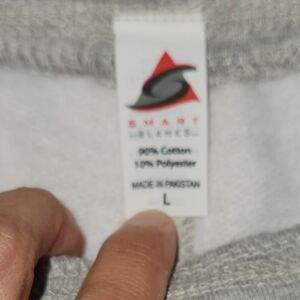 SMART
BLANKS
90% Cotton
10% Polyester
MADE IN PAKISTAN
L